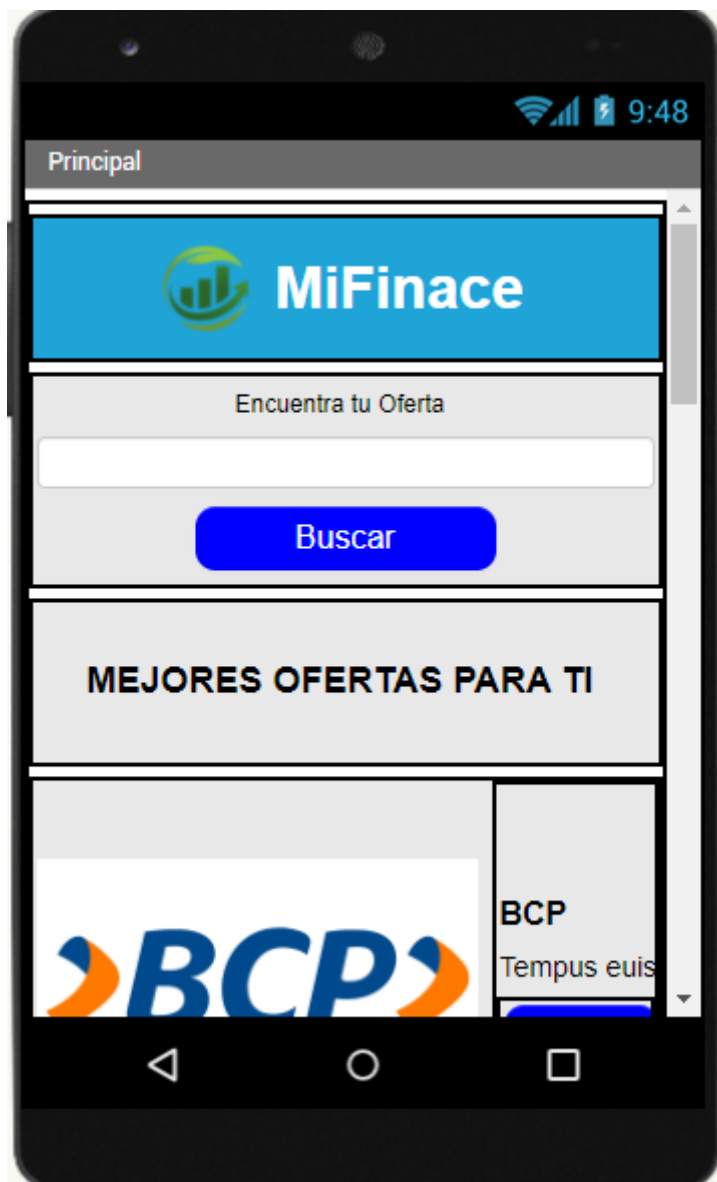 9:48
Principal
MiFinace
Encuentra tu Oferta
Buscar
MEJORES OFERTAS PARA TI
BCP
BCP
Tempus euis